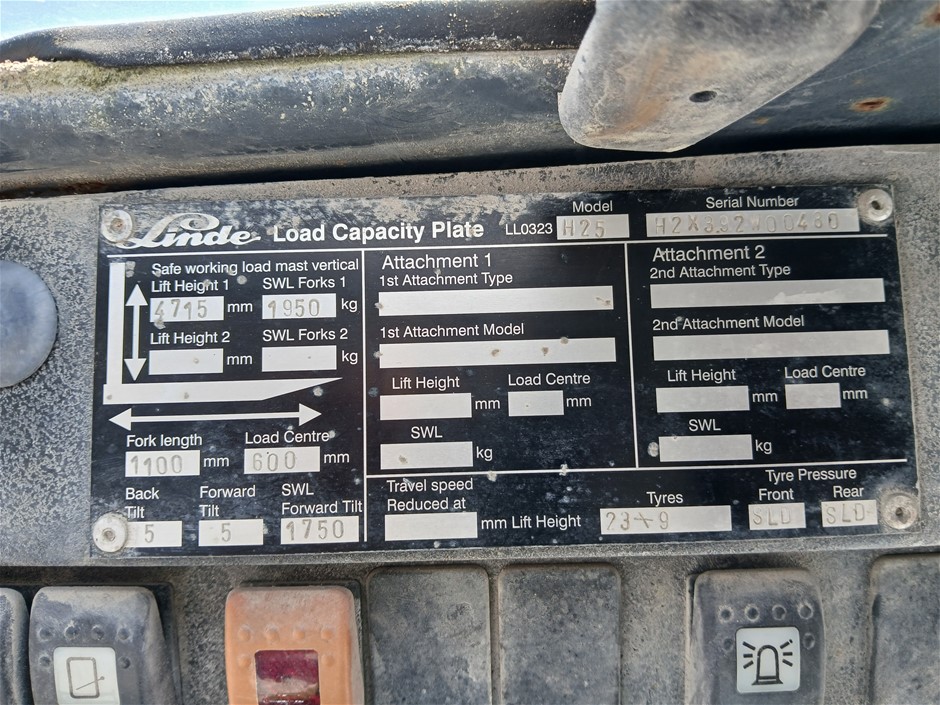 Linde Load Capacity Plate LL0323
Model
H25
Serial Number
H2X392W00480
Safe working load mast vertical
Lift Height 1
4715 mm
SWL Forks 1
1950 kg
Lift Height 2
mm
SWL Forks 2
kg
Fork length
1100 mm
Load Centre
600 mm
Back
Tilt
5
Forward
Tilt
5
SWL
Forward Tilt
1750
Attachment 1
1st Attachment Type
1st Attachment Model
Lift Height
mm
Load Centre
mm
SWL
kg
Attachment 2
2nd Attachment Type
2nd Attachment Model
Lift Height
mm
Load Centre
mm
SWL
kg
Travel speed
Reduced at
mm Lift Height
Tyres
23x9
Tyre Pressure
Front
SLD
Rear
SLD